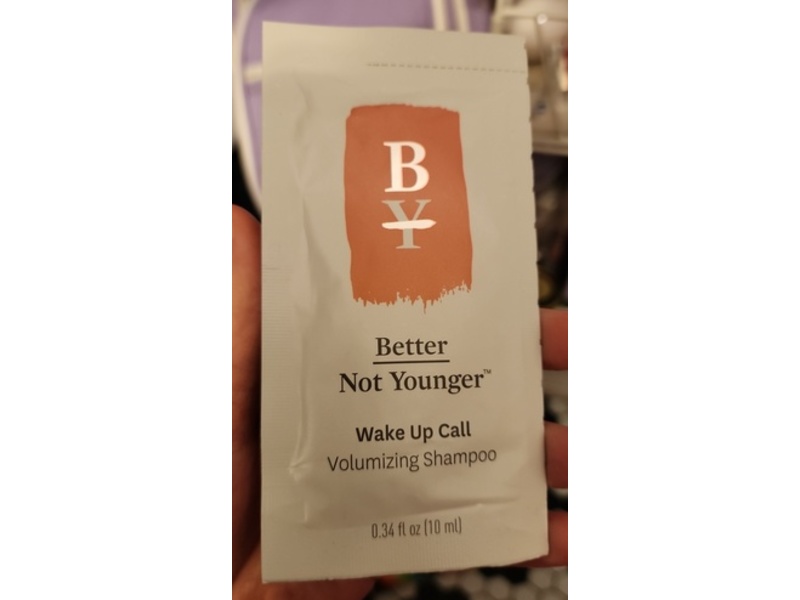 B
Y
Better
Not Younger™
Wake Up Call
Volumizing Shampoo
0.34 fl oz (10 ml)